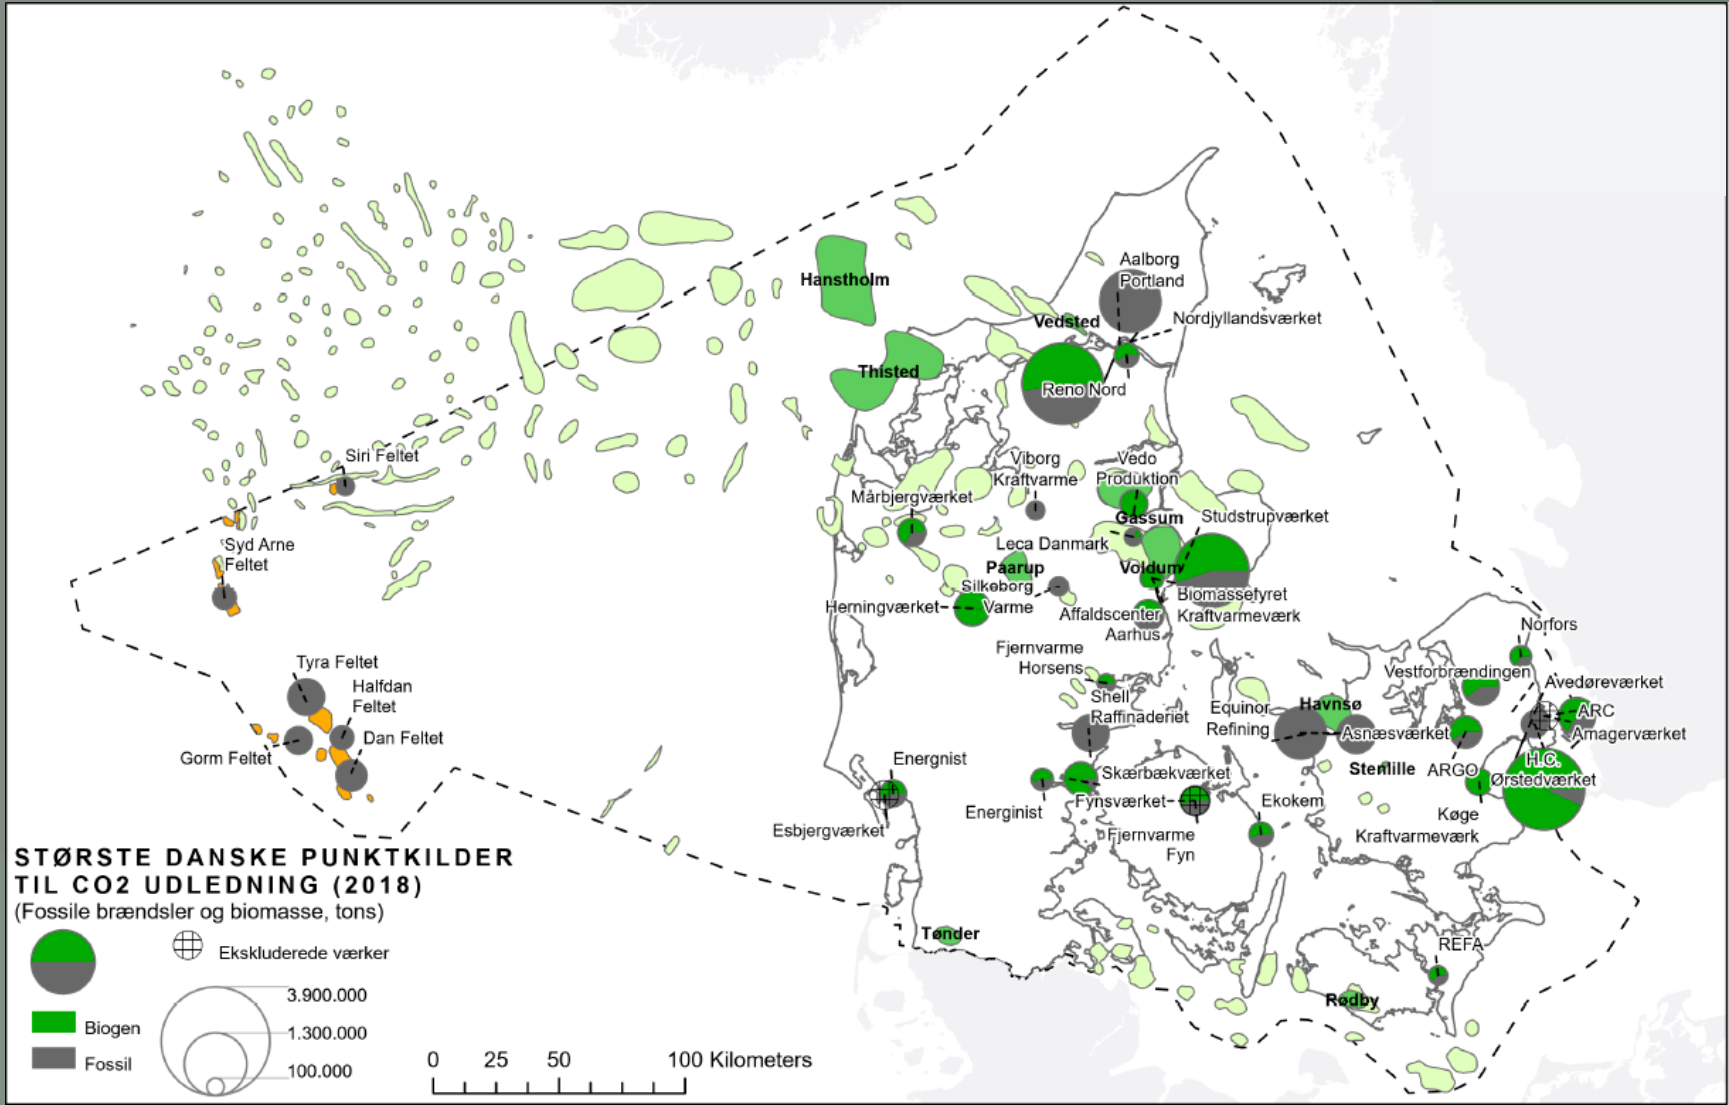 Hanstholm
Aalborg
Portland
Vedsted
Nordjyllandsværket
Thisted
Reno Nord
Siri Feltet
Viborg
Kraftvarme
Vedo
Produktion
Mårbjergværket
Gassum
Studstrupværket
Syd Arne
Feltet
Leca Danmark
Paarup
Voldum
Silkeborg
Varme
Herningværket
Biomassefyret
Kraftvarmeværk
Affaldscenter
Aarhus
Norfors
Fjernvarme
Horsens
Tyra Feltet
Halfdan
Feltet
Vestforbrændingen
Avedøreværket
Shell
Raffinaderiet
Equinor
Refining
Havnsø
ARC
Asnæsværket
Amagerværket
Gorm Feltet
Dan Feltet
Energnist
Skærbækværket
Stenlille
ARGO
H.C.
Ørstedværket
Energinist
Fynsværket
Ekokem
Køge
Kraftvarmeværk
Esbjergværket
Fjernvarme
Fyn
STØRSTE DANSKE PUNKTKILDER
TIL CO2 UDLEDNING (2018)
(Fossile brændsler og biomasse, tons)
Tønder
REFA
Rødby
Ekskluderede værker
3.900.000
1.300.000
100.000
Biogen
Fossil
0 25 50 100 Kilometers